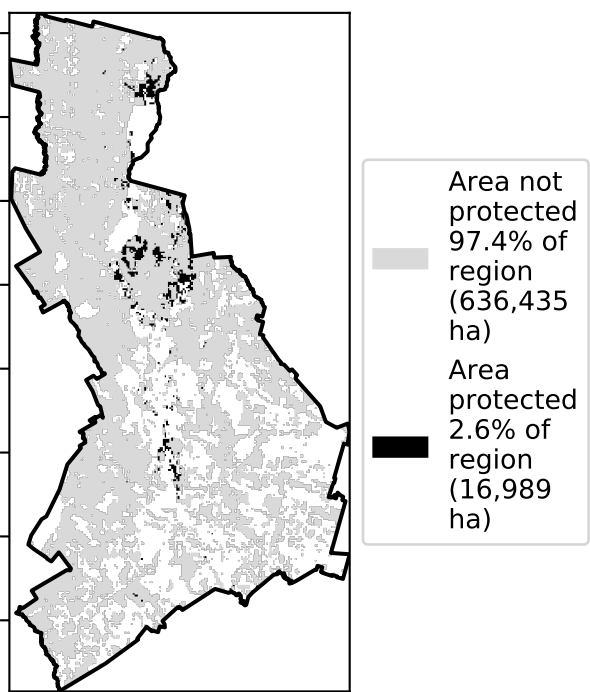 Area not
protected
97.4% of
region
(636,435
ha)
Area
protected
2.6% of
region
(16,989
ha)